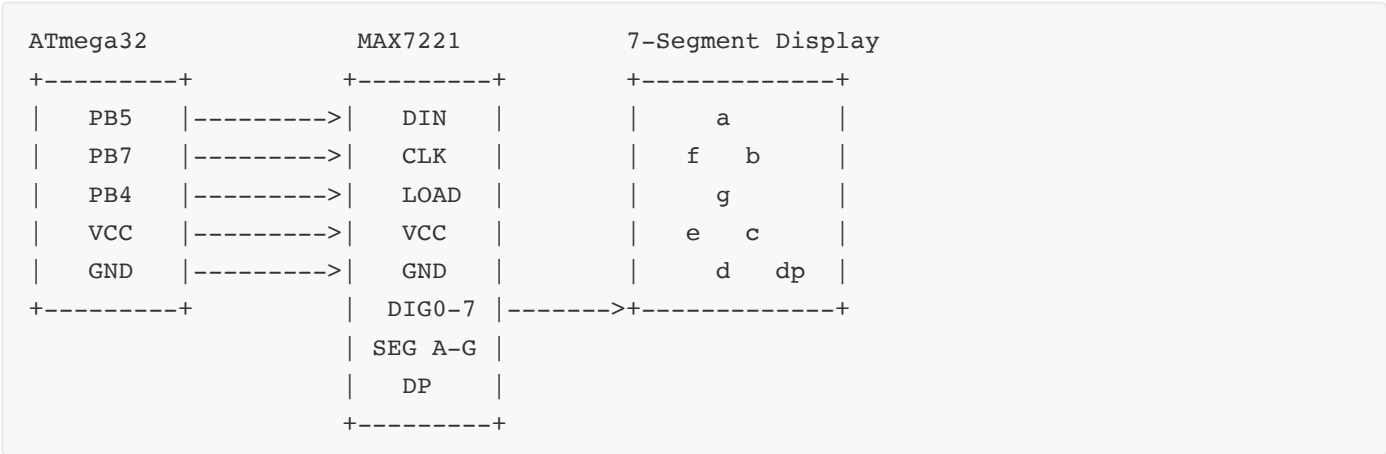 ATmega32                MAX7221             7-Segment Display
+---------+           +---------+         +-------------+
|   PB5   |--------->|   DIN   |         |      a      |
|   PB7   |--------->|   CLK   |         |    f   b    |
|   PB4   |--------->|   LOAD  |         |      g      |
|   VCC   |--------->|   VCC   |         |    e   c    |
|   GND   |--------->|   GND   |         |      d   dp |
+---------+           |  DIG0-7 |------->+-------------+
                      | SEG A-G |
                      |   DP    |
                      +---------+